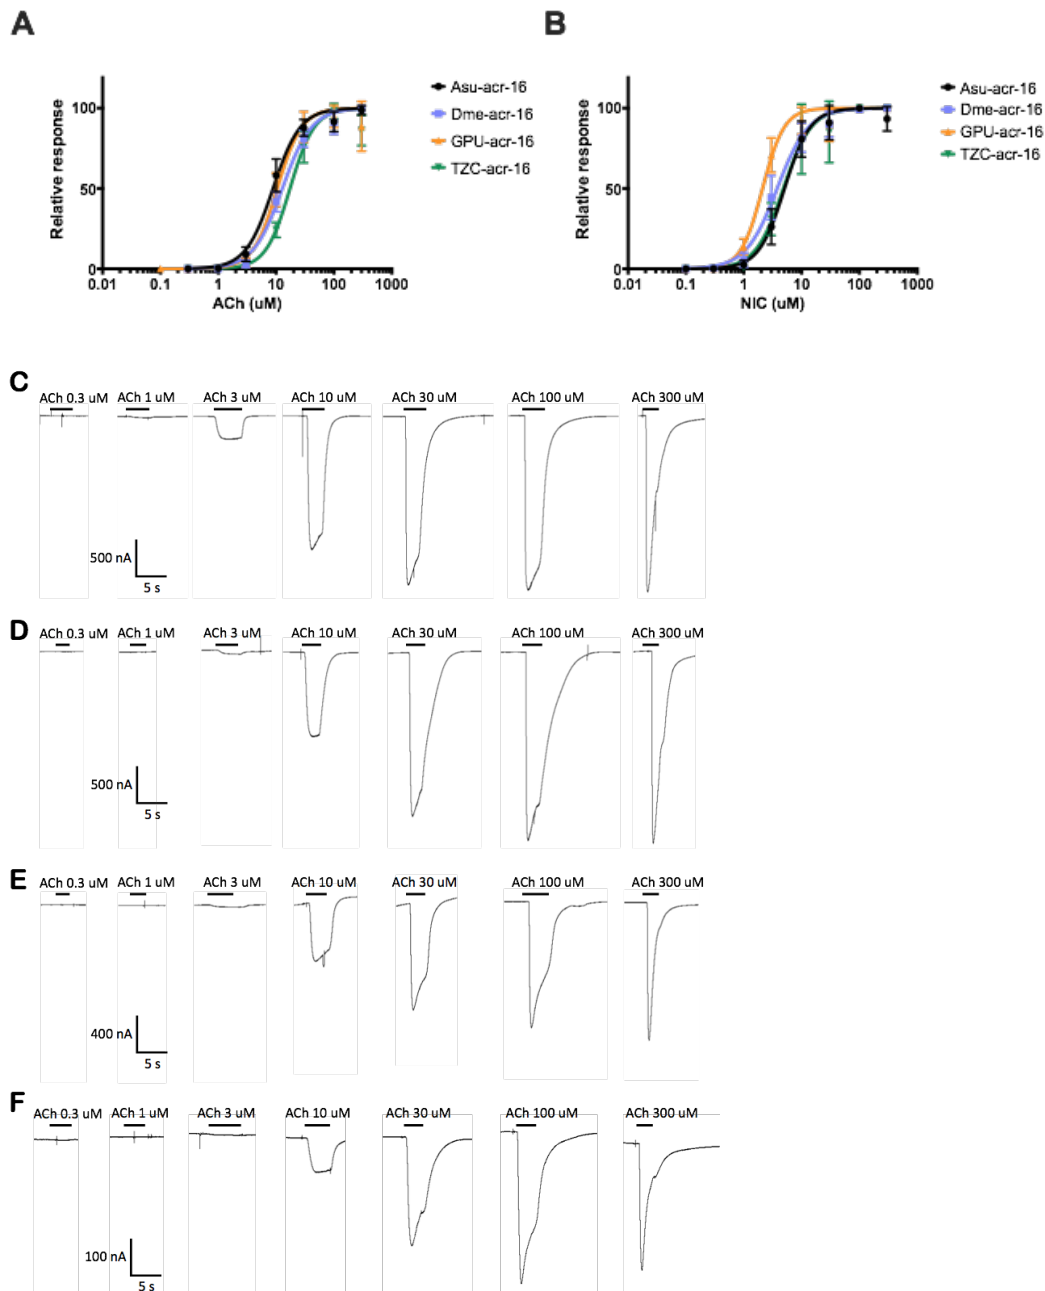 A
B
Relative response
100
50
0
0.01 0.1 1 10 100 1000
ACh (uM)
Asu-acr-16
Dme-acr-16
GPU-acr-16
TZC-acr-16
Relative response
100
50
0
0.01 0.1 1 10 100 1000
NIC (uM)
Asu-acr-16
Dme-acr-16
GPU-acr-16
TZC-acr-16
C
ACh 0.3 uM ACh 1 uM ACh 3 uM ACh 10 uM ACh 30 uM ACh 100 uM ACh 300 uM
500 nA
5 s
D
ACh 0.3 uM ACh 1 uM ACh 3 uM ACh 10 uM ACh 30 uM ACh 100 uM ACh 300 uM
500 nA
5 s
E
ACh 0.3 uM ACh 1 uM ACh 3 uM ACh 10 uM ACh 30 uM ACh 100 uM ACh 300 uM
400 nA
5 s
F
ACh 0.3 uM ACh 1 uM ACh 3 uM ACh 10 uM ACh 30 uM ACh 100 uM ACh 300 uM
100 nA
5 s